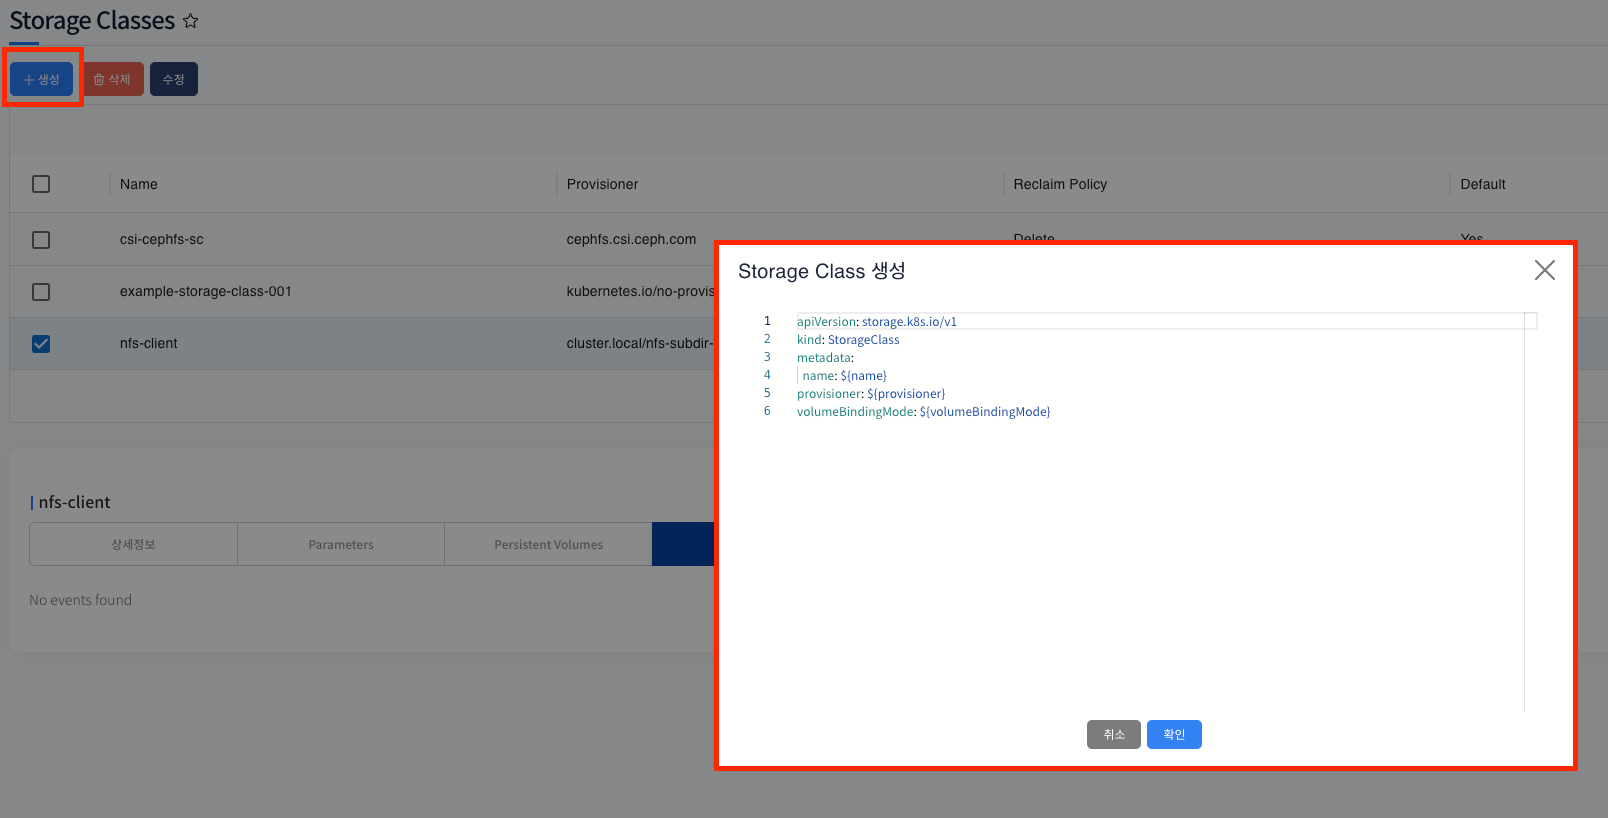 Storage Classes
생성 삭제 수정
Name Provisioner Reclaim Policy Default
csi-cephfs-sc cephfs.csi.ceph.com Delete Yes
example-storage-class-001 kubernetes.io/no-provis
nfs-client cluster.local/nfs-subdir-
Storage Class 생성
1 apiVersion: storage.k8s.io/v1
2 kind: StorageClass
3 metadata:
4 name: ${name}
5 provisioner: ${provisioner}
6 volumeBindingMode: ${volumeBindingMode}
취소 확인
nfs-client
상세정보 Parameters Persistent Volumes
No events found